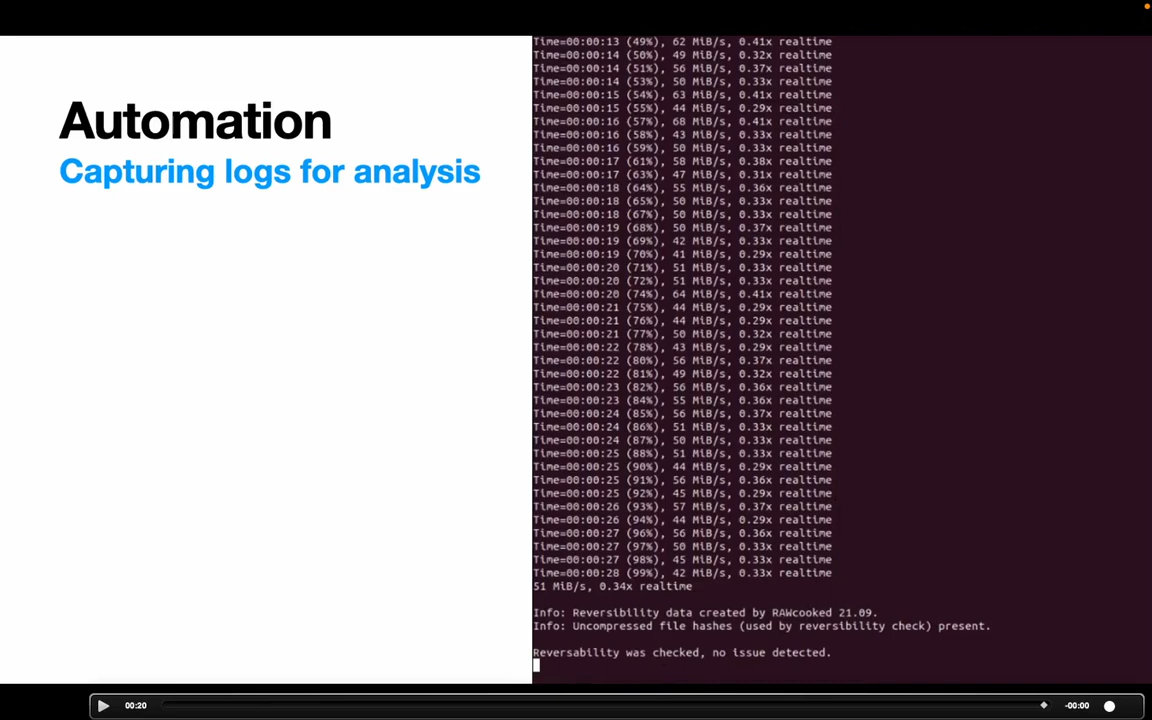 Automation
Capturing logs for analysis
Time=00:00:13 (49%), 62 MiB/s, 0.41x realtime
Time=00:00:14 (50%), 49 MiB/s, 0.32x realtime
Time=00:00:14 (51%), 56 MiB/s, 0.37x realtime
Time=00:00:14 (53%), 50 MiB/s, 0.33x realtime
Time=00:00:15 (54%), 63 MiB/s, 0.41x realtime
Time=00:00:15 (55%), 44 MiB/s, 0.29x realtime
Time=00:00:16 (57%), 68 MiB/s, 0.41x realtime
Time=00:00:16 (58%), 43 MiB/s, 0.33x realtime
Time=00:00:16 (59%), 50 MiB/s, 0.33x realtime
Time=00:00:17 (61%), 58 MiB/s, 0.38x realtime
Time=00:00:17 (63%), 47 MiB/s, 0.31x realtime
Time=00:00:18 (64%), 55 MiB/s, 0.36x realtime
Time=00:00:18 (65%), 50 MiB/s, 0.33x realtime
Time=00:00:18 (67%), 50 MiB/s, 0.33x realtime
Time=00:00:19 (68%), 50 MiB/s, 0.37x realtime
Time=00:00:19 (69%), 42 MiB/s, 0.33x realtime
Time=00:00:19 (70%), 41 MiB/s, 0.29x realtime
Time=00:00:20 (71%), 51 MiB/s, 0.33x realtime
Time=00:00:20 (72%), 51 MiB/s, 0.33x realtime
Time=00:00:20 (74%), 64 MiB/s, 0.41x realtime
Time=00:00:21 (75%), 44 MiB/s, 0.29x realtime
Time=00:00:21 (76%), 44 MiB/s, 0.29x realtime
Time=00:00:21 (77%), 50 MiB/s, 0.32x realtime
Time=00:00:22 (78%), 43 MiB/s, 0.29x realtime
Time=00:00:22 (80%), 56 MiB/s, 0.37x realtime
Time=00:00:22 (81%), 49 MiB/s, 0.32x realtime
Time=00:00:23 (82%), 56 MiB/s, 0.36x realtime
Time=00:00:23 (84%), 55 MiB/s, 0.36x realtime
Time=00:00:24 (85%), 56 MiB/s, 0.37x realtime
Time=00:00:24 (86%), 51 MiB/s, 0.33x realtime
Time=00:00:24 (87%), 50 MiB/s, 0.33x realtime
Time=00:00:25 (88%), 51 MiB/s, 0.33x realtime
Time=00:00:25 (90%), 44 MiB/s, 0.29x realtime
Time=00:00:25 (91%), 56 MiB/s, 0.36x realtime
Time=00:00:25 (92%), 45 MiB/s, 0.29x realtime
Time=00:00:26 (93%), 57 MiB/s, 0.37x realtime
Time=00:00:26 (94%), 44 MiB/s, 0.29x realtime
Time=00:00:27 (96%), 56 MiB/s, 0.36x realtime
Time=00:00:27 (97%), 50 MiB/s, 0.33x realtime
Time=00:00:27 (98%), 45 MiB/s, 0.33x realtime
Time=00:00:28 (99%), 42 MiB/s, 0.33x realtime
51 MiB/s, 0.34x realtime
Info: Reversibility data created by RAWcooked 21.09.
Info: Uncompressed file hashes (used by reversibility check) present.
Reversability was checked, no issue detected.
00:20
-00:00